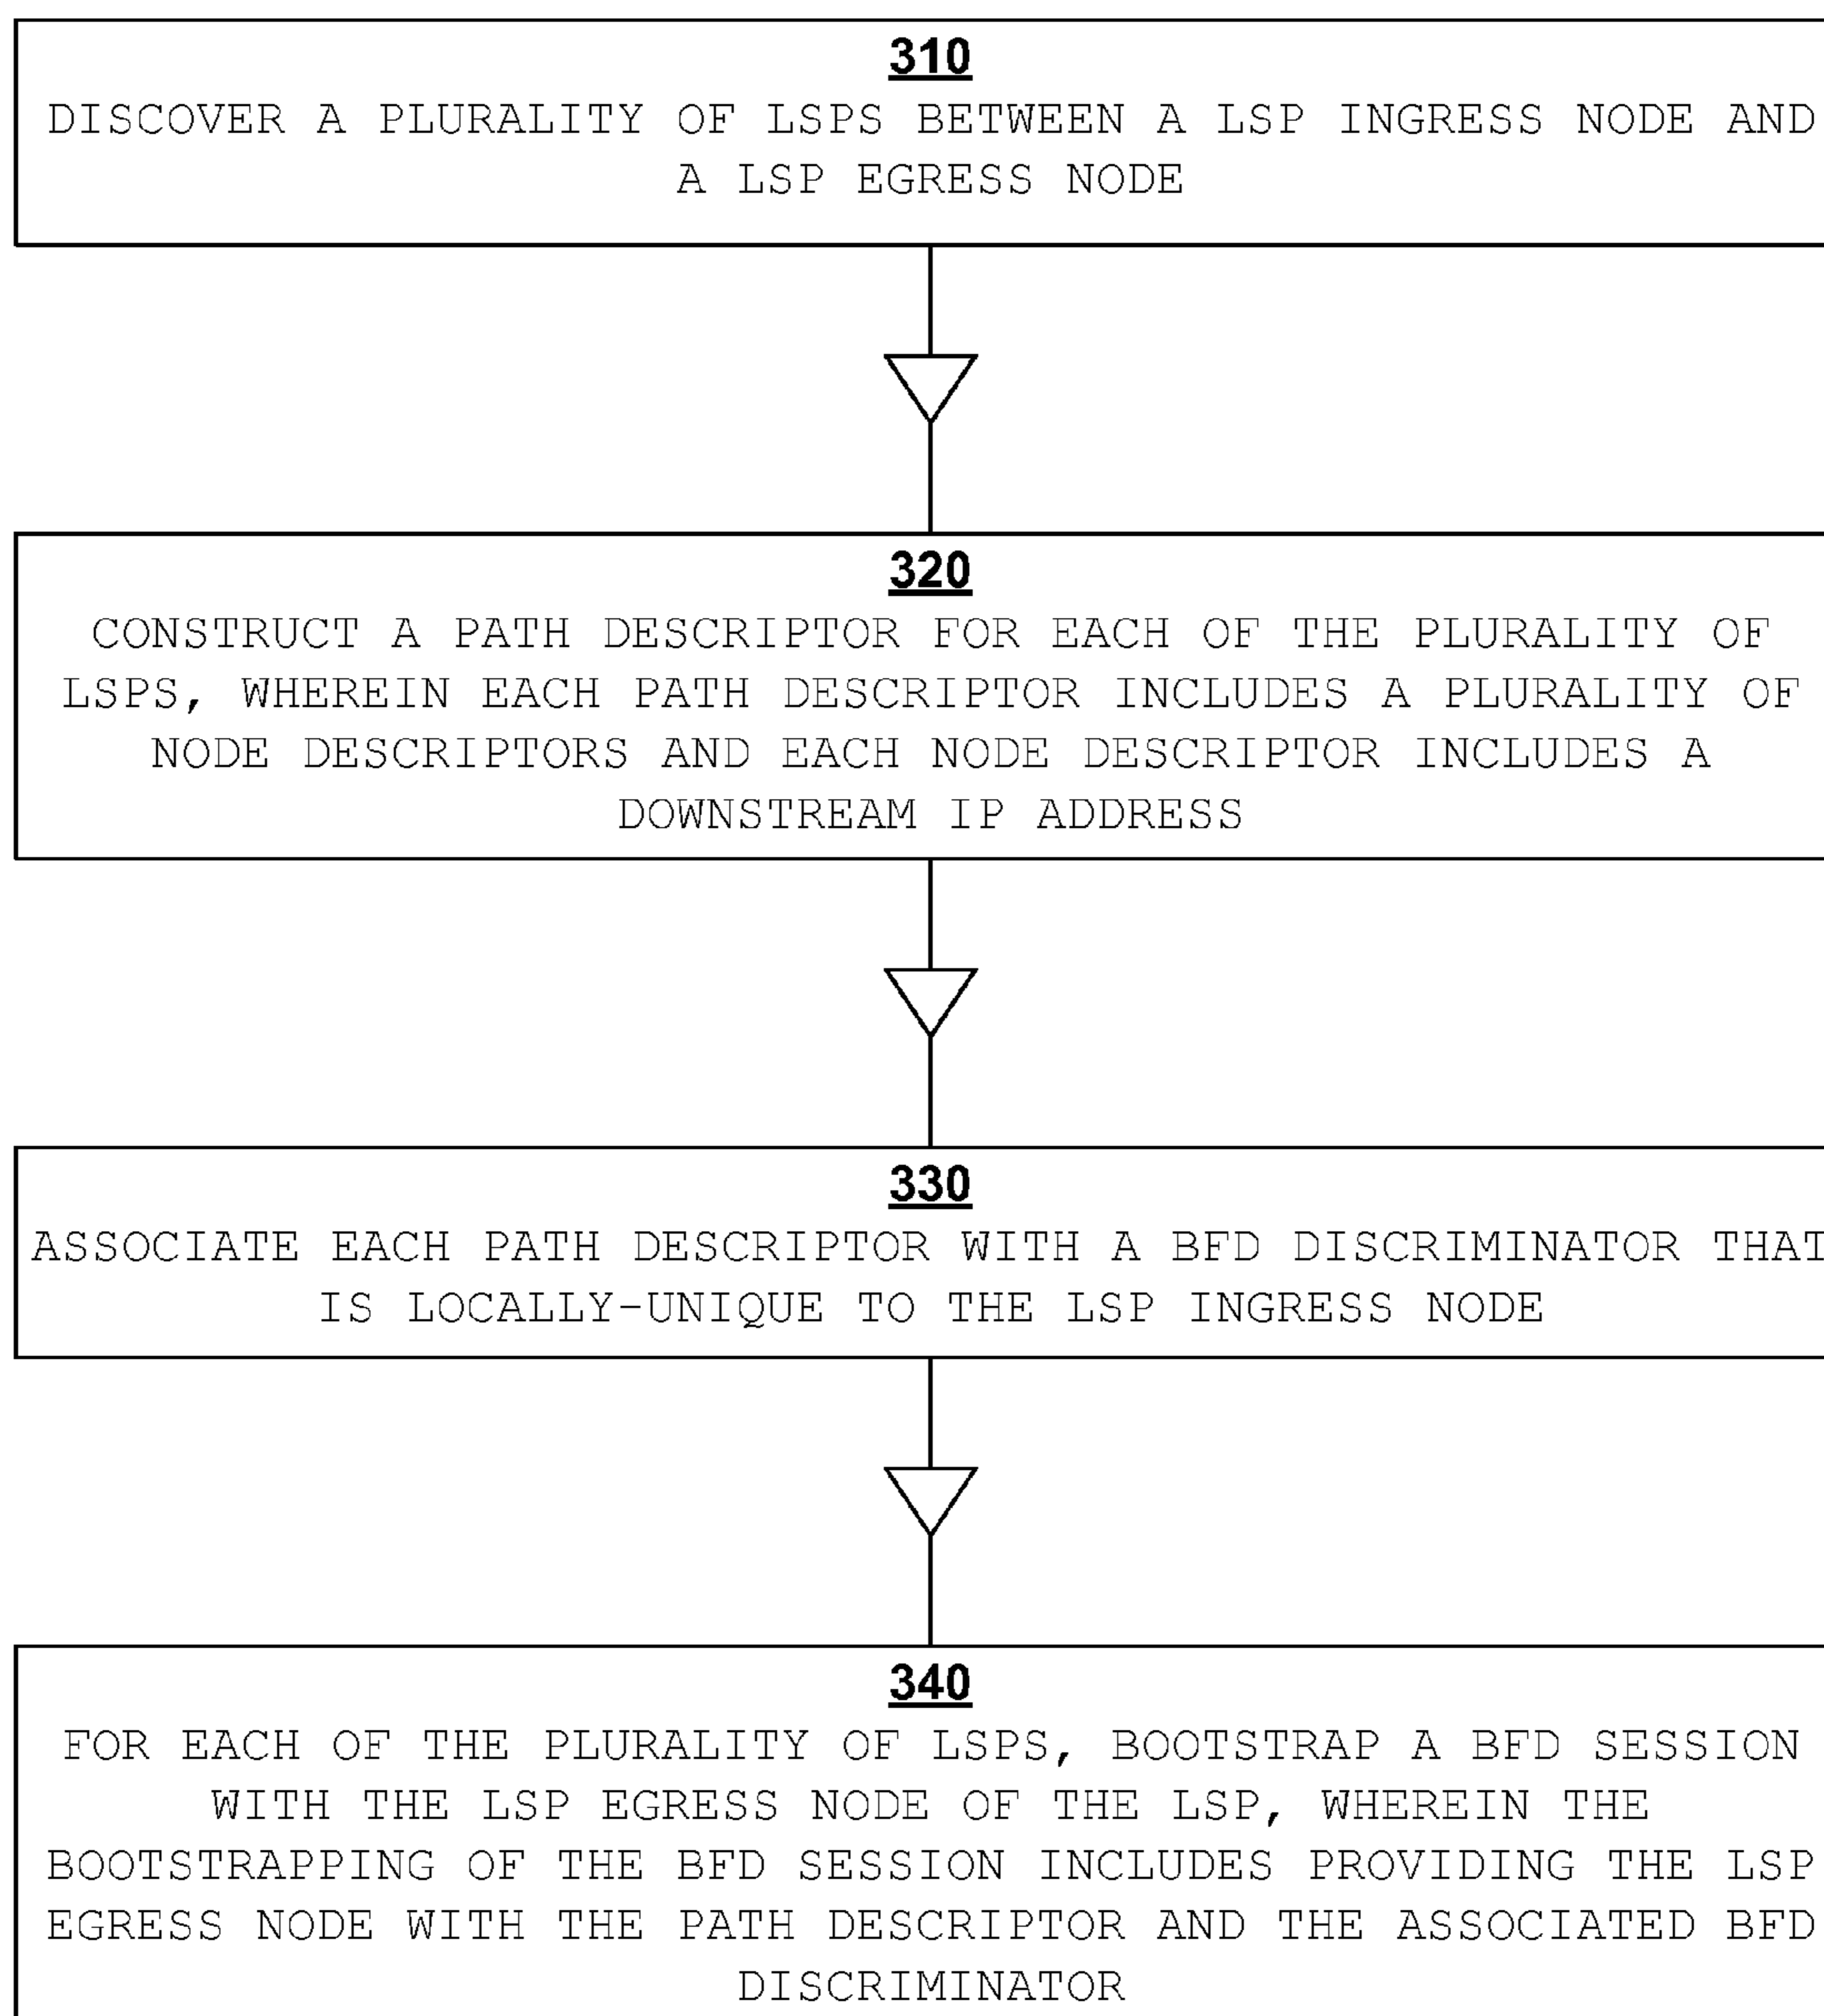 310
DISCOVER A PLURALITY OF LSPS BETWEEN A LSP INGRESS NODE AND
A LSP EGRESS NODE
320
CONSTRUCT A PATH DESCRIPTOR FOR EACH OF THE PLURALITY OF
LSPS, WHEREIN EACH PATH DESCRIPTOR INCLUDES A PLURALITY OF
NODE DESCRIPTORS AND EACH NODE DESCRIPTOR INCLUDES A
DOWNSTREAM IP ADDRESS
330
ASSOCIATE EACH PATH DESCRIPTOR WITH A BFD DISCRIMINATOR THAT
IS LOCALLY-UNIQUE TO THE LSP INGRESS NODE
340
FOR EACH OF THE PLURALITY OF LSPS, BOOTSTRAP A BFD SESSION
WITH THE LSP EGRESS NODE OF THE LSP, WHEREIN THE
BOOTSTRAPPING OF THE BFD SESSION INCLUDES PROVIDING THE LSP
EGRESS NODE WITH THE PATH DESCRIPTOR AND THE ASSOCIATED BFD
DISCRIMINATOR